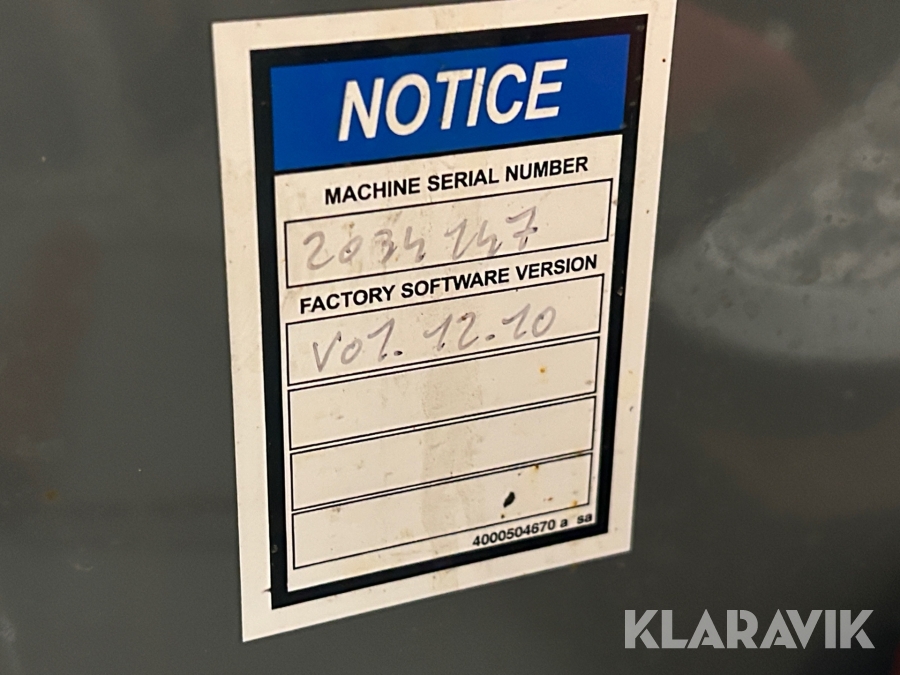 NOTICE
MACHINE SERIAL NUMBER
2034147
FACTORY SOFTWARE VERSION
V01.12.10
4000504670 a sa
KLARAVIK